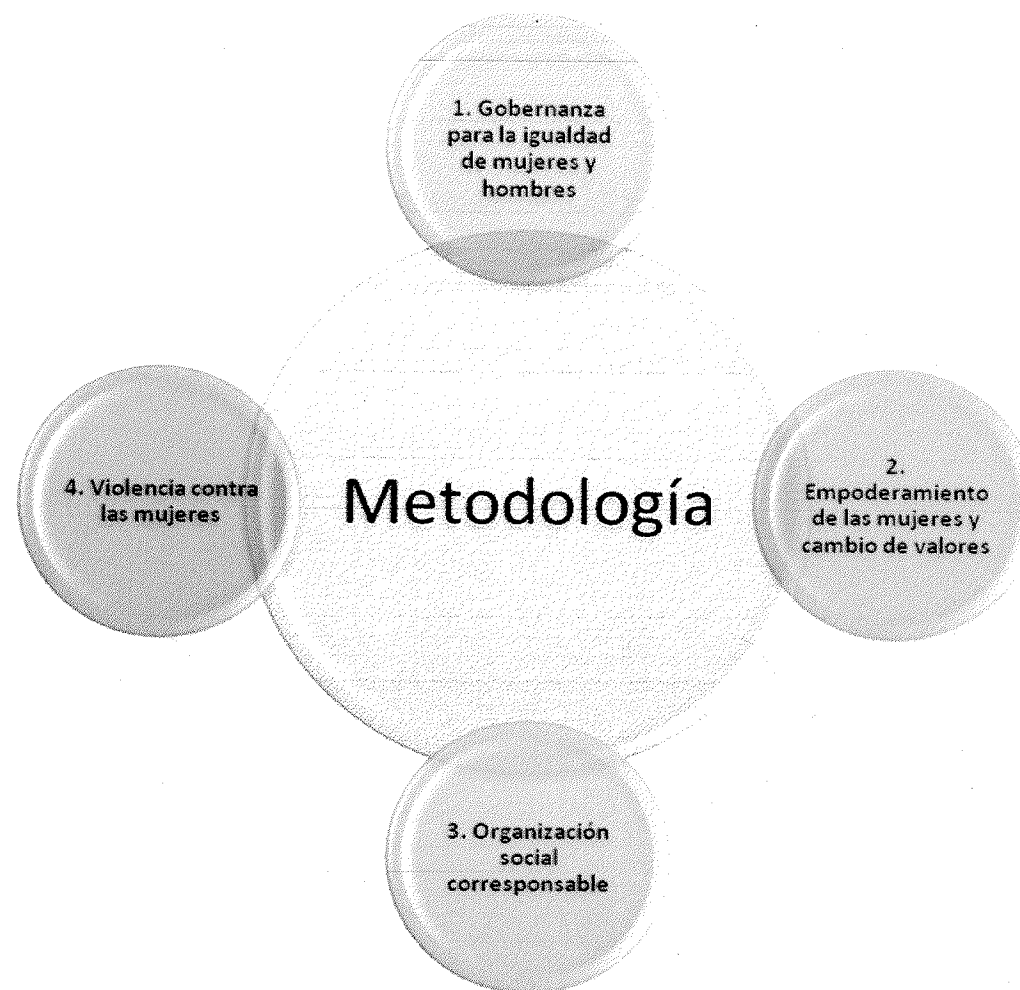 1. Gobernanza
para la igualdad
de mujeres y
hombres
4. Violencia contra
las mujeres
Metodología
2.
Empoderamiento
de las mujeres y
cambio de valores
3. Organización
social
corresponsable